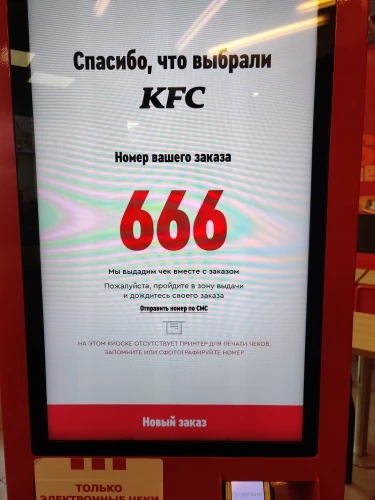 Спасибо, что выбрали
KFC
Номер вашего заказа
666
Мы выдадим чек вместе с заказом
Пожалуйста, пройдите в зону выдачи
и дождитесь своего заказа
Отправить номер по СМС
НА ЭТОМ КИОСКЕ ОТСУТСТВУЕТ ПРИНТЕР ДЛЯ ПЕЧАТИ ЧЕКОВ,
ЗАПОМНИТЕ ИЛИ СФОТОГРАФИРУЙТЕ НОМЕР
Новый заказ
ТОЛЬКО
ЭЛЕКТРОННЫЕ ЧЕКИ